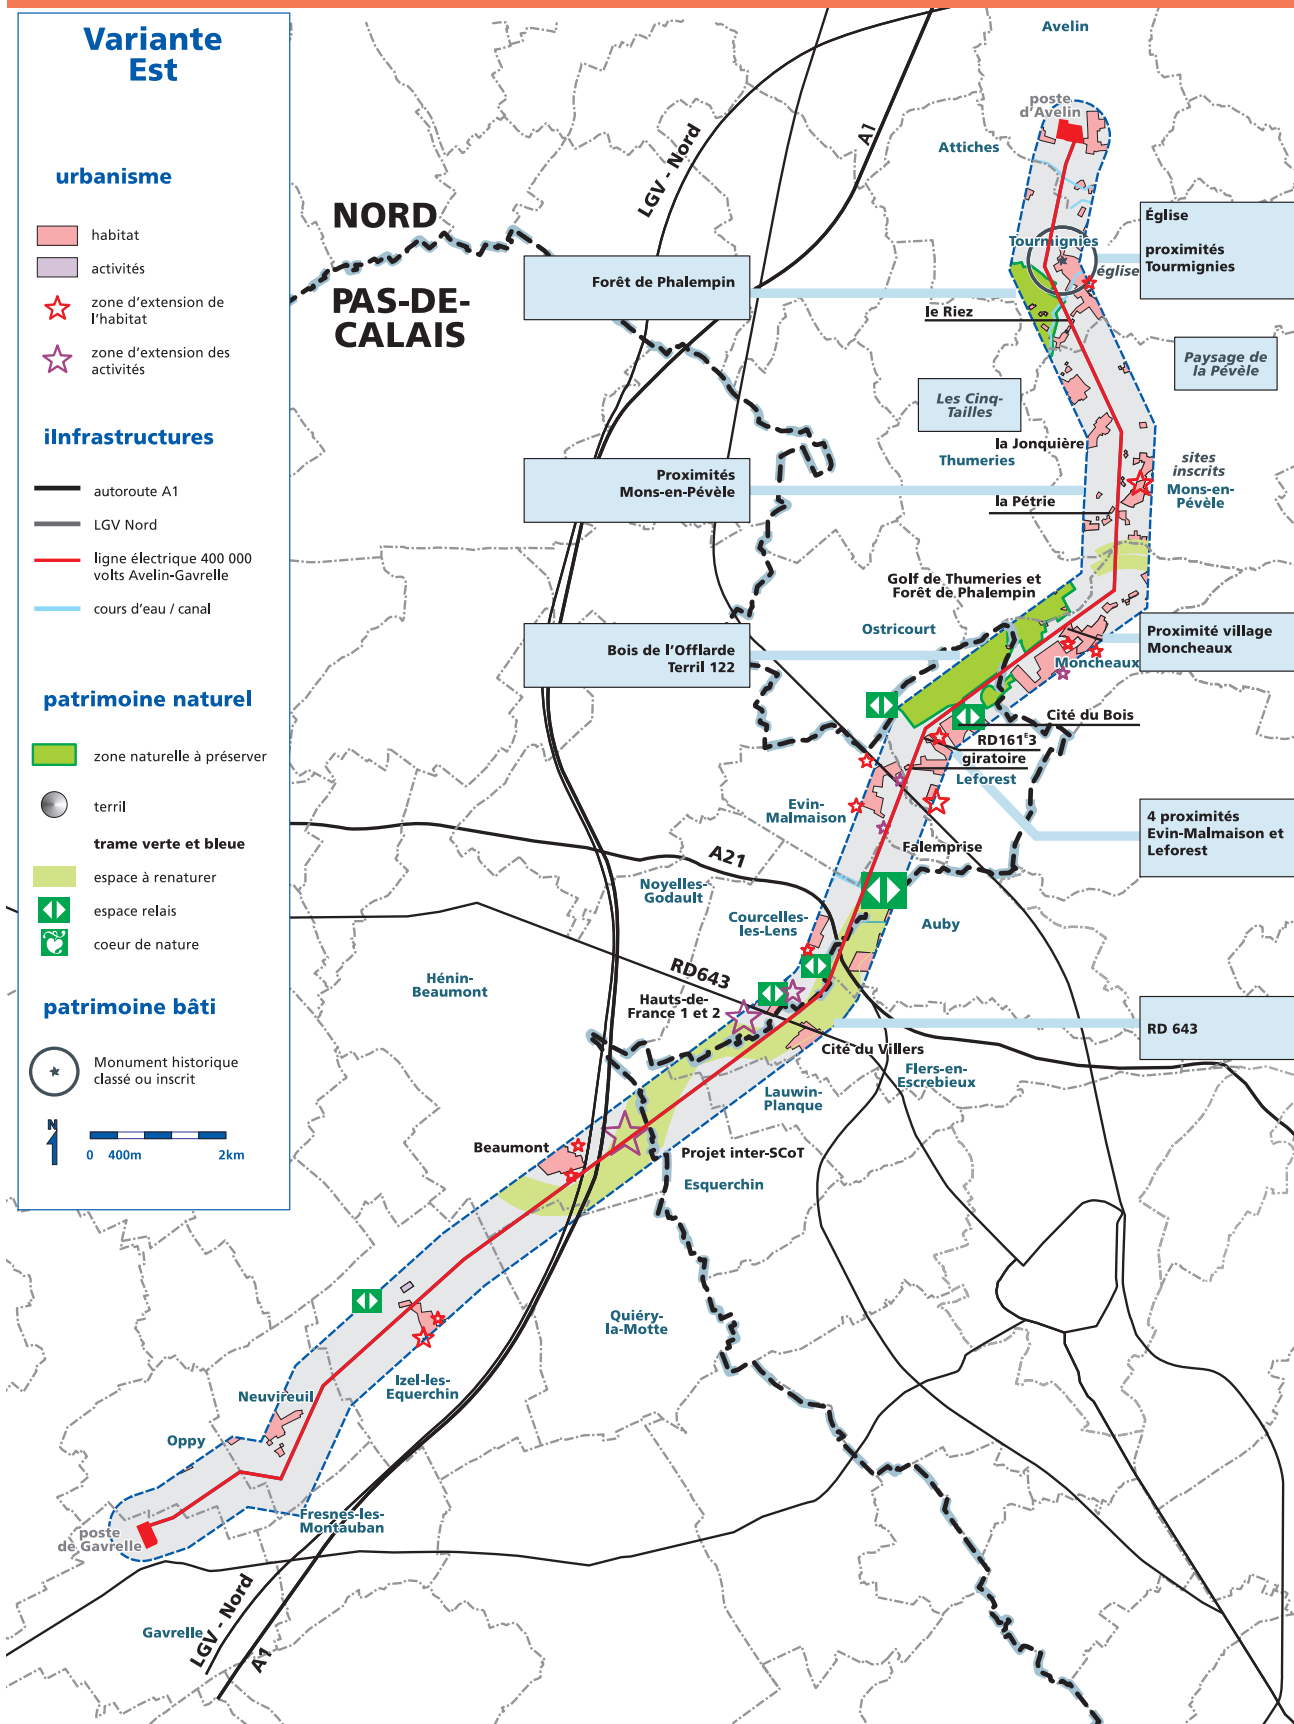 Variante
Est
urbanisme
habitat
activités
zone d'extension de
l'habitat
zone d'extension des
activités
iInfrastructures
autoroute A1
LGV Nord
ligne électrique 400 000
volts Avelin-Gavrelle
cours d'eau / canal
patrimoine naturel
zone naturelle à préserver
terril
trame verte et bleue
espace à renaturer
espace relais
coeur de nature
patrimoine bâti
Monument historique
classé ou inscrit
N
0 400m 2km
NORD
PAS-DE-
CALAIS
LGV - Nord
A1
Avelin
poste
d'Avelin
Attiches
Tourmignies
église
Église
proximités
Tourmignies
Forêt de Phalempin
le Riez
Paysage de
la Pévèle
Les Cinq-
Tailles
la Jonquière
Thumeries
sites
inscrits
Mons-en-
Pévèle
Proximités
Mons-en-Pévèle
la Pétrie
Golf de Thumeries et
Forêt de Phalempin
Ostricourt
Bois de l'Offlarde
Terril 122
Proximité village
Moncheaux
Moncheaux
Cité du Bois
RD161E3
giratoire
Leforest
Evin-
Malmaison
4 proximités
Evin-Malmaison et
Leforest
Falemprise
A21
Noyelles-
Godault
Courcelles-
les-Lens
Auby
RD643
Hénin-
Beaumont
Hauts-de-
France 1 et 2
RD 643
Cité du Villers
Flers-en-
Escrebieux
Lauwin-
Planque
Beaumont
Projet inter-SCoT
Esquerchin
Quiéry-
la-Motte
Izel-les-
Equerchin
Neuvireuil
Oppy
Fresnes-les-
Montauban
poste
de Gavrelle
Gavrelle
LGV - Nord
A1